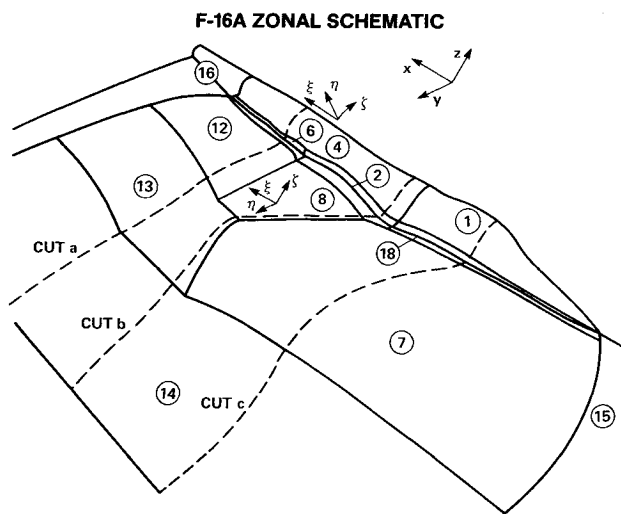 F-16A ZONAL SCHEMATIC
z
x
y
16
ξ η ζ
12
6
4
2
13
ξ ζ
η
8
1
CUT a
18
CUT b
7
14
CUT c
15